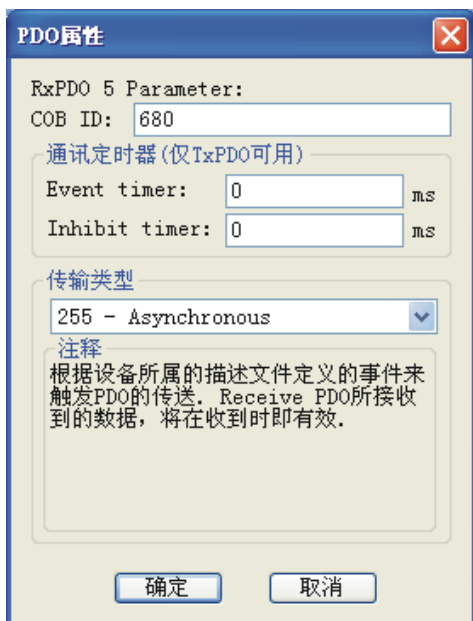 PDO属性
RxPDO 5 Parameter:
COB ID: 680
通讯定时器(仅TxPDO可用)
Event timer: 0 ms
Inhibit timer: 0 ms
传输类型
255 - Asynchronous
注释
根据设备所属的描述文件定义的事件来
触发PDO的传送. Receive PDO所接收
到的数据，将在收到时即有效.
确定 取消